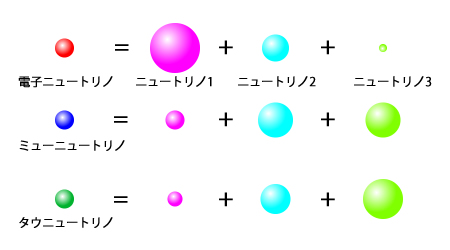 = + +
電子ニュートリノ ニュートリノ1 ニュートリノ2 ニュートリノ3
= + +
ミューニュートリノ
= + +
タウニュートリノ